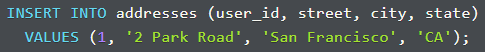 INSERT INTO addresses (user_id, street, city, state)
  VALUES (1, '2 Park Road', 'San Francisco', 'CA');